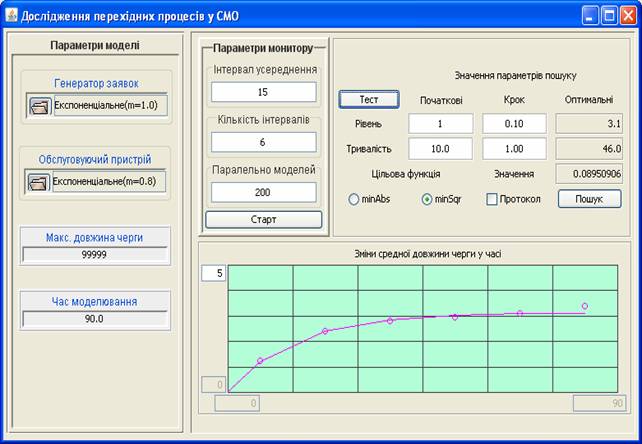 Дослідження перехідних процесів у СМО
Параметри моделі
Генератор заявок
Експоненціальне(m=1.0)
Обслуговуючий пристрій
Експоненціальне(m=0.8)
Макс. довжина черги
99999
Час моделювання
90.0
Параметри монитору
Інтервал усереднення
15
Кількість інтервалів
6
Паралельно моделей
200
Старт
Значення параметрів пошуку
Тест Початкові Крок Оптимальні
Рівень 1 0.10 3.1
Тривалість 10.0 1.00 46.0
Цільова функція Значення 0.08950906
minAbs minSqr Протокол Пошук
Зміни средної довжини черги у часі
5
0
0 90